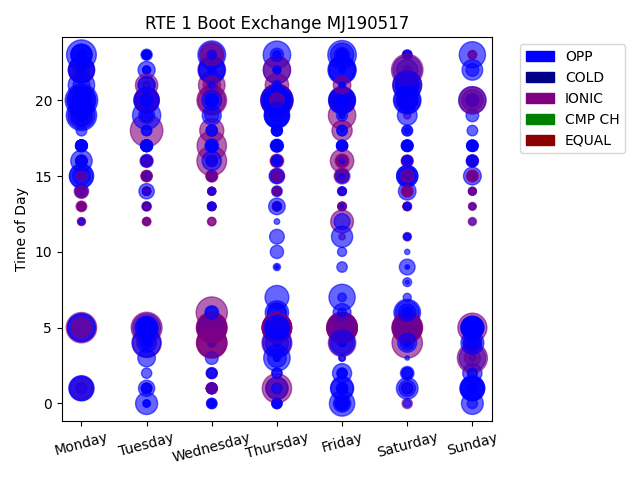 RTE 1 Boot Exchange MJ190517
Time of Day
20
15
10
5
0
Monday
Tuesday
Wednesday
Thursday
Friday
Saturday
Sunday
OPP
COLD
IONIC
CMP CH
EQUAL